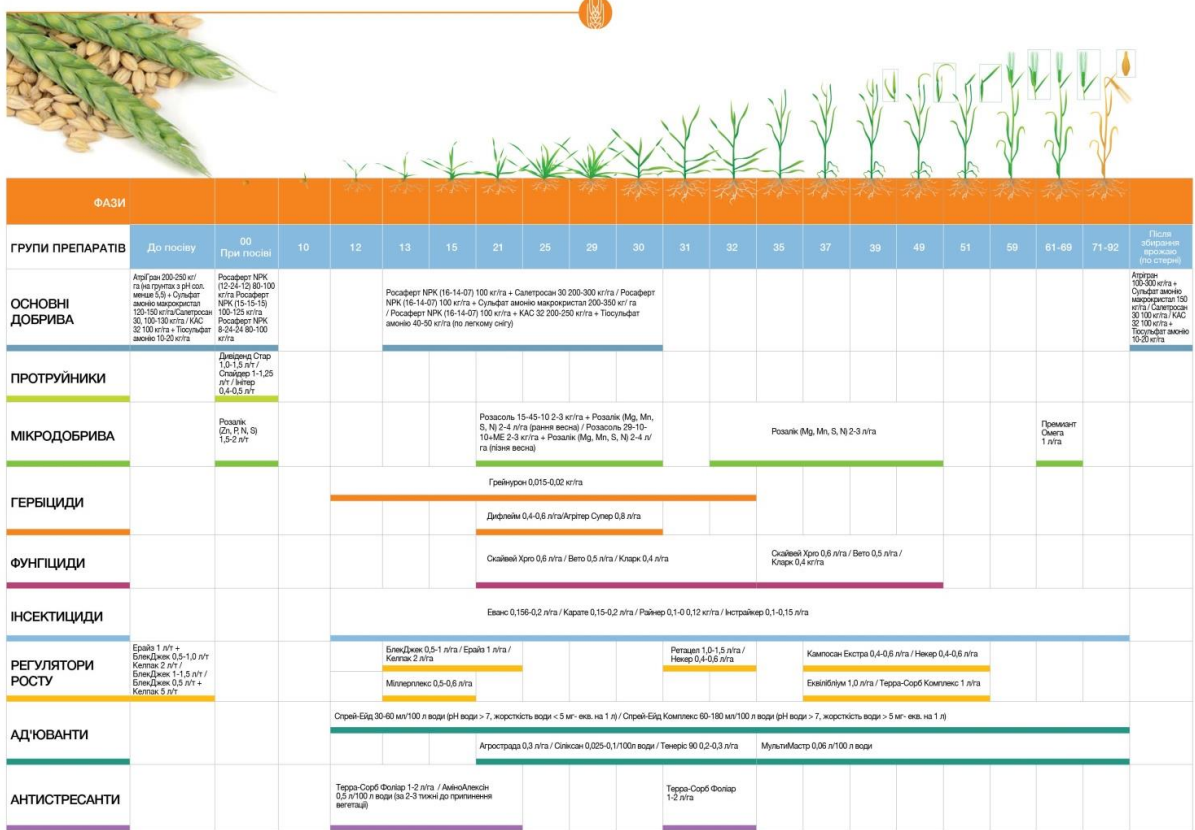 ФАЗИ
ГРУПИ ПРЕПАРАТІВ
До посіву
00
При посіві
10
12
13
15
21
25
29
30
31
32
35
37
39
49
51
59
61-69
71-92
Після
збирання
врожаю
(по стерні)
ОСНОВНІ
ДОБРИВА
АтріГран 200-250 кг/
га (на грунтах з pH сол.
менше 5,5) + Сульфат
амонію макрокристал
120-150 кг/га/Салетросан
30, 100-130 кг/га / КАС
32 100 кг/га + Тіосульфат
амонію 10-20 кг/га
Росаферт NPK
(12-24-12) 80-100
кг/га Росаферт
NPK (15-15-15)
100-125 кг/га
Росаферт NPK
8-24-24 80-100
кг/га
Росаферт NPK (16-14-07) 100 кг/га + Салетросан 30 200-300 кг/га / Росаферт
NPK (16-14-07) 100 кг/га + Сульфат амонію макрокристал 200-350 кг/ га
/ Росаферт NPK (16-14-07) 100 кг/га + КАС 32 200-250 кг/га + Тіосульфат
амонію 40-50 кг/га (по легкому снігу)
Атрігран
100-300 кг/га +
Сульфат амонію
макрокристал 150
кг/га / Салетросан
30 100 кг/га / КАС
32 100 кг/га +
Тіосульфат амонію
10-20 кг/га
ПРОТРУЙНИКИ
Дивіденд Стар
1,0-1,5 л/т /
Спайдер 1-1,25
л/т / Інітер
0,4-0,5 л/т
МІКРОДОБРИВА
Розалік
(Zn, P, N, S)
1,5-2 л/т
Розасоль 15-45-10 2-3 кг/га + Розалік (Mg, Mn,
S, N) 2-4 л/га (рання весна) / Розасоль 29-10-
10+МЕ 2-3 кг/га + Розалік (Mg, Mn, S, N) 2-4 л/
га (пізня весна)
Розалік (Mg, Mn, S, N) 2-3 л/га
Премиант
Омега
1 л/га
ГЕРБІЦИДИ
Грейнурон 0,015-0,02 кг/га
Дифлейм 0,4-0,6 л/га/Агрітер Супер 0,8 л/га
ФУНГІЦИДИ
Скайвей Хрго 0,6 л/га / Вето 0,5 л/га / Кларк 0,4 л/га
Скайвей Хрго 0,6 л/га / Вето 0,5 л/га /
Кларк 0,4 кг/га
ІНСЕКТИЦИДИ
Еванс 0,156-0,2 л/га / Карате 0,15-0,2 л/га / Райнер 0,1-0 0,12 кг/га / Інстрайкер 0,1-0,15 л/га
РЕГУЛЯТОРИ
РОСТУ
Ерайз 1 л/т +
БлекДжек 0,5-1,0 л/т
Келпак 2 л/т /
БлекДжек 1-1,5 л/т /
БлекДжек 0,5 л/т +
Келпак 5 л/т
БлекДжек 0,5-1 л/га / Ерайз 1 л/га /
Келпак 2 л/га
Міллерплекс 0,5-0,6 л/га
Ретацел 1,0-1,5 л/га /
Некер 0,4-0,6 л/га
Кампосан Екстра 0,4-0,6 л/га / Некер 0,4-0,6 л/га
Еквілібліум 1,0 л/га / Терра-Сорб Комплекс 1 л/га
АД'ЮВАНТИ
Спрей-Ейд 30-60 мл/100 л води (pH води > 7, жорсткість води < 5 мг- екв. на 1 л) / Спрей-Ейд Комплекс 60-180 мл/100 л води (pH води > 7, жорсткість води > 5 мг- екв. на 1 л)
Агрострада 0,3 л/га / Сіліксан 0,025-0,1/100л води / Тенеріс 90 0,2-0,3 л/га
МультиМастр 0,06 л/100 л води
АНТИСТРЕСАНТИ
Терра-Сорб Фоліар 1-2 л/га / АміноАлексін
0,5 л/100 л води (за 2-3 тижні до припинення
вегетації)
Терра-Сорб Фоліар
1-2 л/га